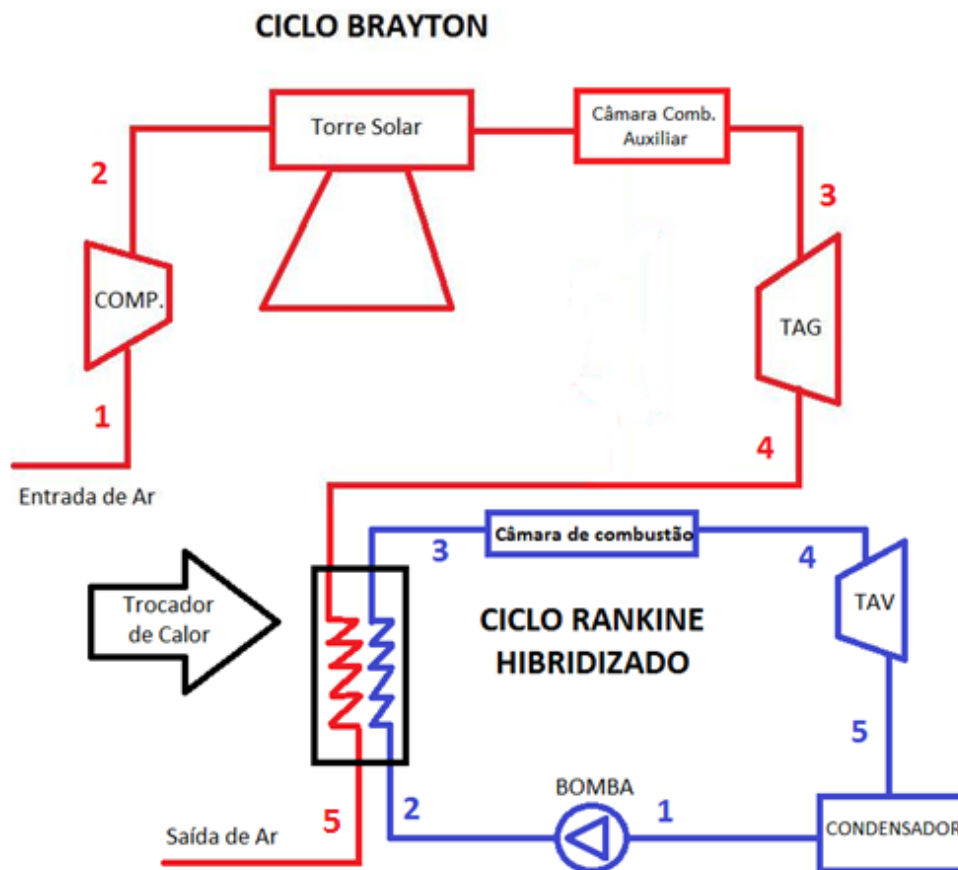 CICLO BRAYTON
Torre Solar
Câmara Comb.
Auxiliar
2
3
COMP.
TAG
1
4
Entrada de Ar
3
Câmara de combustão
4
Trocador
de Calor
CICLO RANKINE
HIBRIDIZADO
TAV
5
BOMBA
5
2
1
Saída de Ar
CONDENSADOR